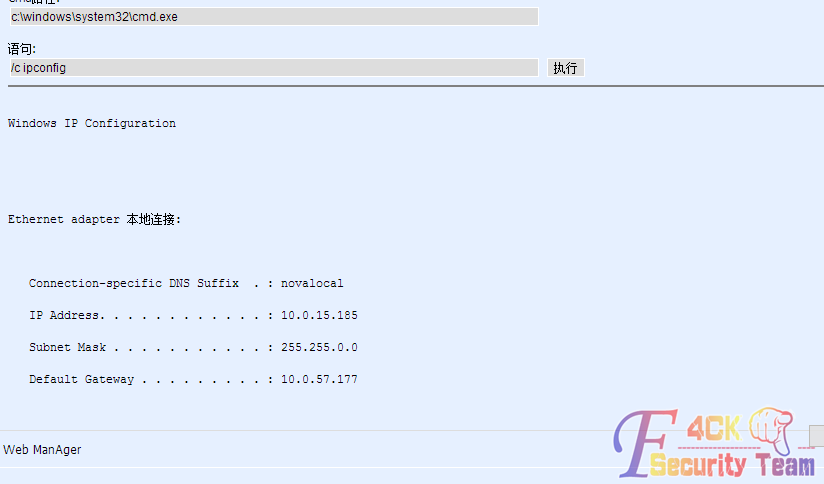 c:\windows\system32\cmd.exe
语句:
/c ipconfig 执行
Windows IP Configuration
Ethernet adapter 本地连接:
Connection-specific DNS Suffix . : novalocal
IP Address. . . . . . . . . . . . : 10.0.15.185
Subnet Mask . . . . . . . . . . . : 255.255.0.0
Default Gateway . . . . . . . . . : 10.0.57.177
Web ManAger
F4CK
Security Team